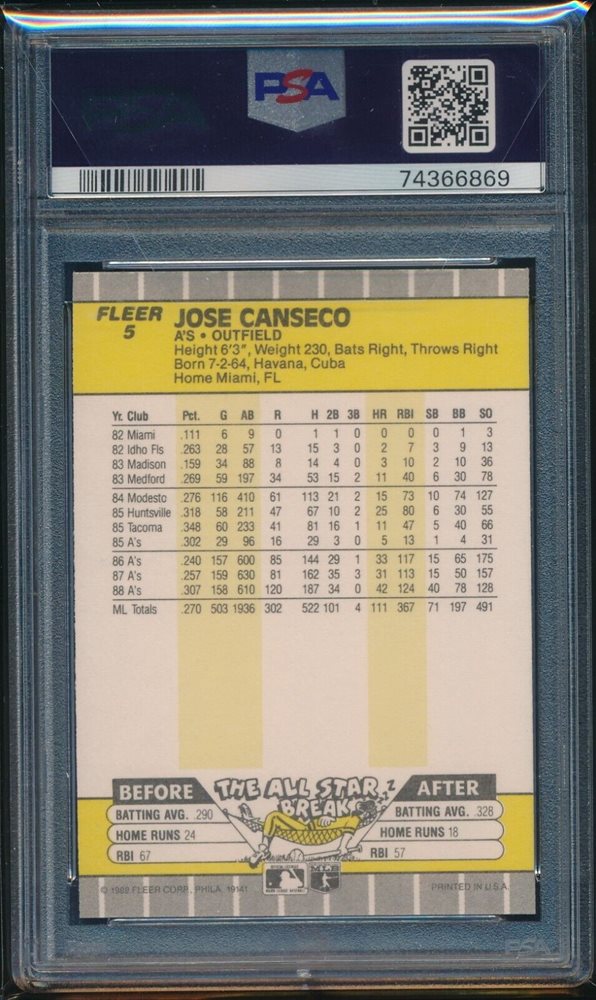 PSA
74366869
FLEER
5
JOSE CANSECO
A'S • OUTFIELD
Height 6'3", Weight 230, Bats Right, Throws Right
Born 7-2-64, Havana, Cuba
Home Miami, FL
Yr. Club Pct. G AB R H 2B 3B HR RBI SB BB SO
82 Miami .111 6 9 0 1 1 0 0 0 0 1 3
82 Idho Fls .263 28 57 13 15 3 0 2 7 3 9 13
83 Madison .159 34 88 8 14 4 0 3 10 2 10 36
83 Medford .269 59 197 34 53 15 2 11 40 6 30 78
84 Modesto .276 116 410 61 113 21 2 15 73 10 74 127
85 Huntsville .318 58 211 47 67 10 2 25 80 6 30 55
85 Tacoma .348 60 233 41 81 16 1 11 47 5 40 66
85 A's .302 29 96 16 29 3 0 5 13 1 4 31
86 A's .240 157 600 85 144 29 1 33 117 15 65 175
87 A's .257 159 630 81 162 35 3 31 113 15 50 157
88 A's .307 158 610 120 187 34 0 42 124 40 78 128
ML Totals .270 503 1936 302 522 101 4 111 367 71 197 491
THE ALL STAR
BREAK
BEFORE
BATTING AVG. .290
HOME RUNS 24
RBI 67
AFTER
BATTING AVG. .328
HOME RUNS 18
RBI 57
© 1988 FLEER CORP., PHILA. 19141
MLB
PRINTED IN U.S.A.
PSA